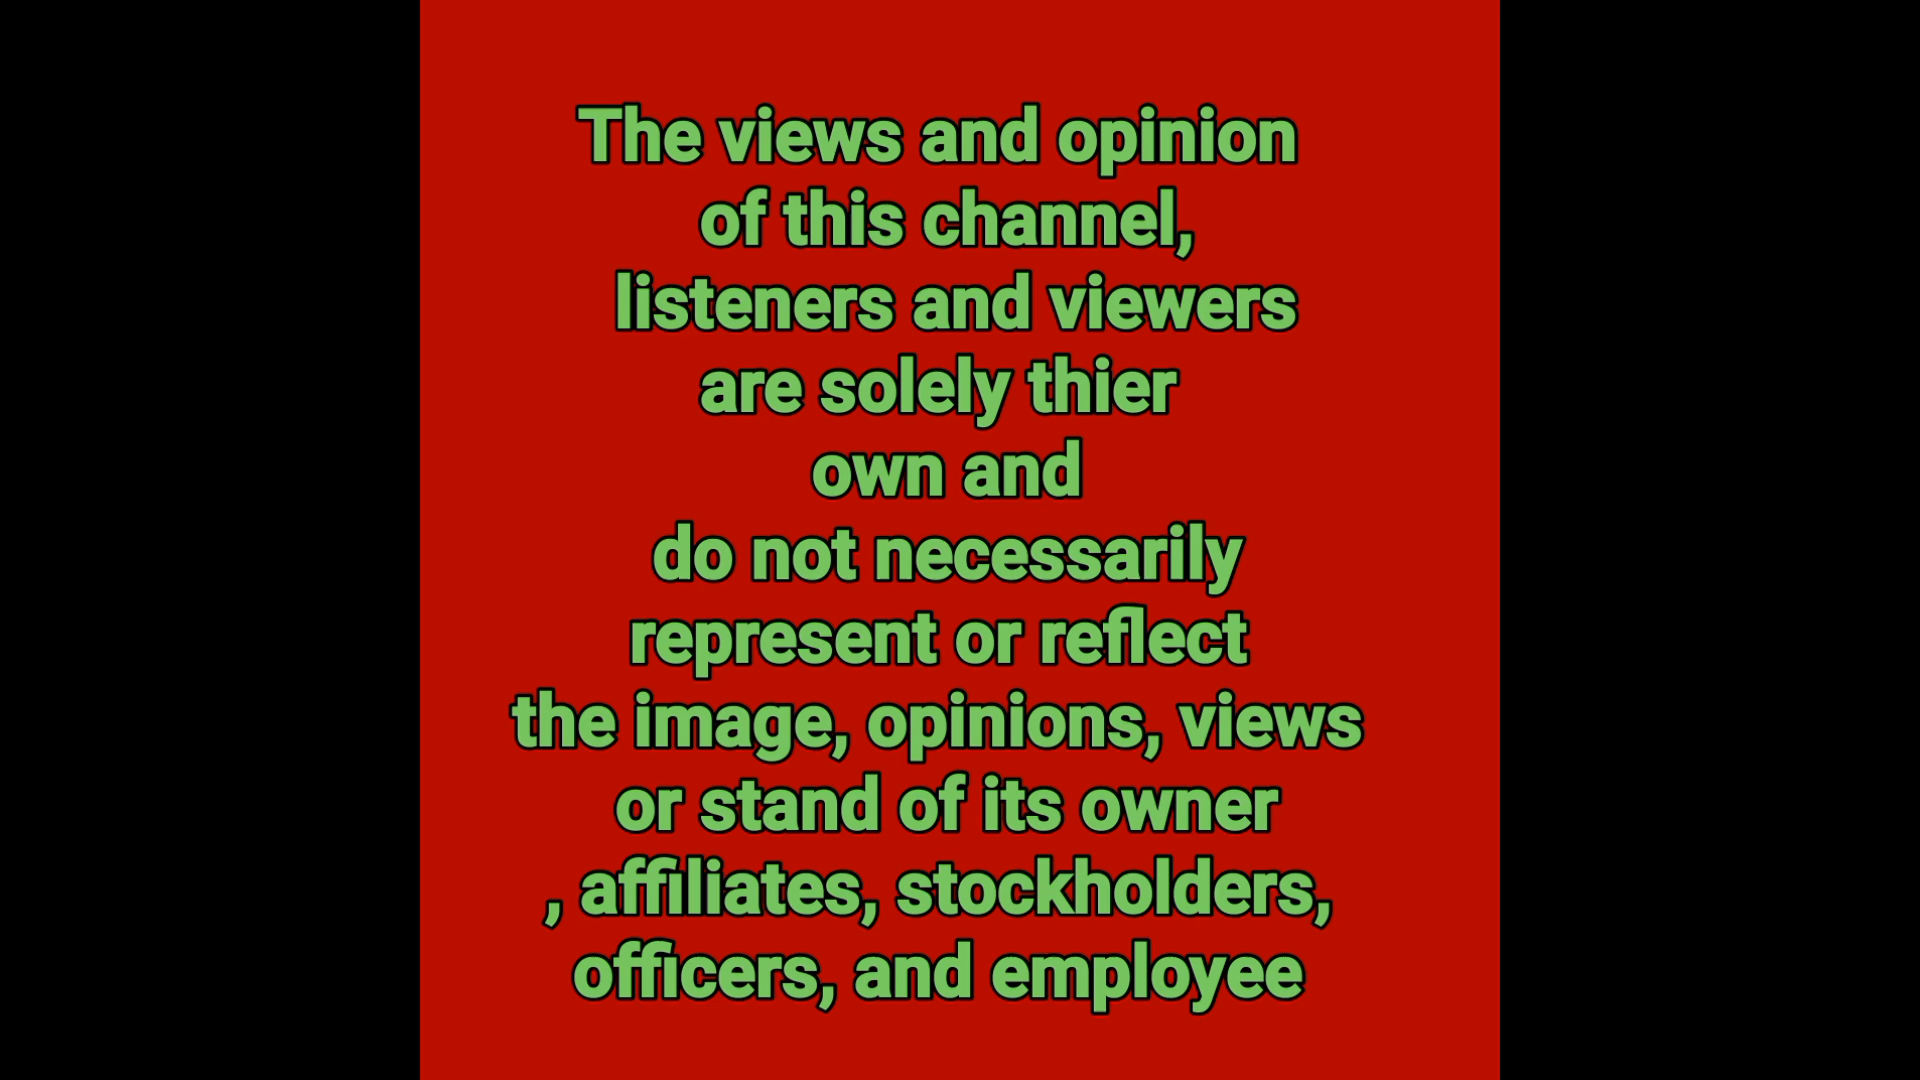 The views and opinion
of this channel,
listeners and viewers
are solely thier
own and
do not necessarily
represent or reflect
the image, opinions, views
or stand of its owner
, affiliates, stockholders,
officers, and employee